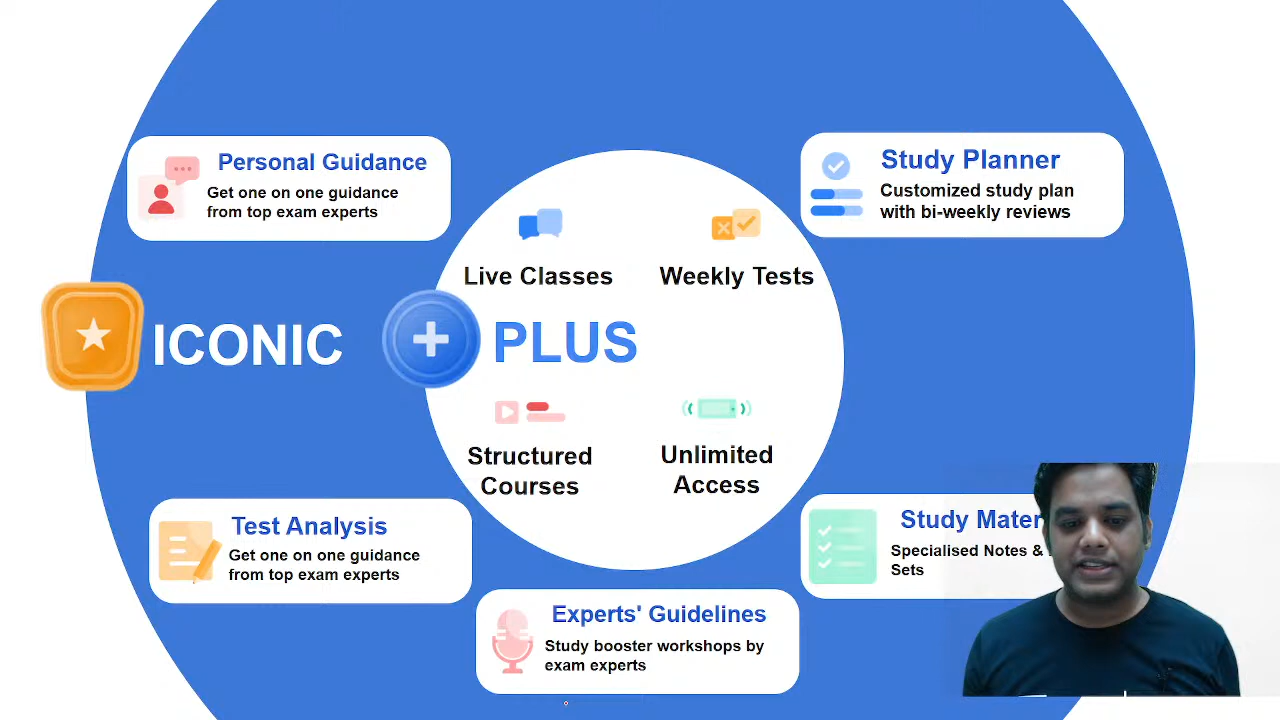 Personal Guidance
Get one on one guidance
from top exam experts
Study Planner
Customized study plan
with bi-weekly reviews
Live Classes
Weekly Tests
ICONIC
PLUS
Structured
Courses
Unlimited
Access
Test Analysis
Get one on one guidance
from top exam experts
Study
Specialised Notes &
Sets
Experts' Guidelines
Study booster workshops by
exam experts